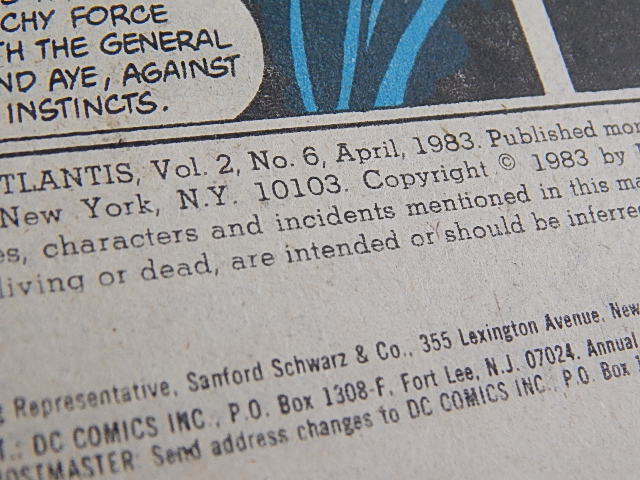 CHY FORCE
TH THE GENERAL
ND AYE, AGAINST
INSTINCTS.
TLANTIS, Vol. 2, No. 6, April, 1983. Published mon
New York, N.Y. 10103. Copyright © 1983 by
es, characters and incidents mentioned in this ma
living or dead, are intended or should be inferre
Representative, Sanford Schwarz & Co., 355 Lexington Avenue, New
T.: DC COMICS INC., P.O. Box 1308-F, Fort Lee, N.J. 07024. Annual
OSTMASTER: Send address changes to DC COMICS INC., P.O. Box